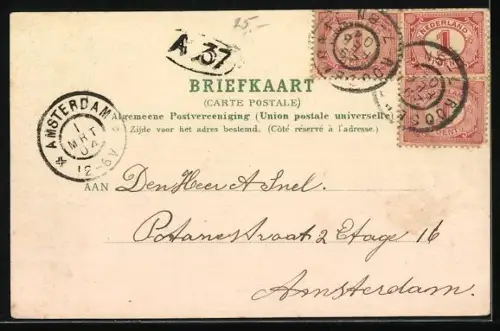 25.-
A 37
NEDERLAND
1
CENT
BRIEFKAART
(CARTE POSTALE)
Algemeene Postvereeniging (Union postale universelle)
Zijde voor het adres bestemd. (Côté réservé à l'adresse.)
AMSTERDAM
1
MRT
04
12-6V
AAN Den Heer A Snel.
Potanestraat 2 Etage 16
Amsterdam.